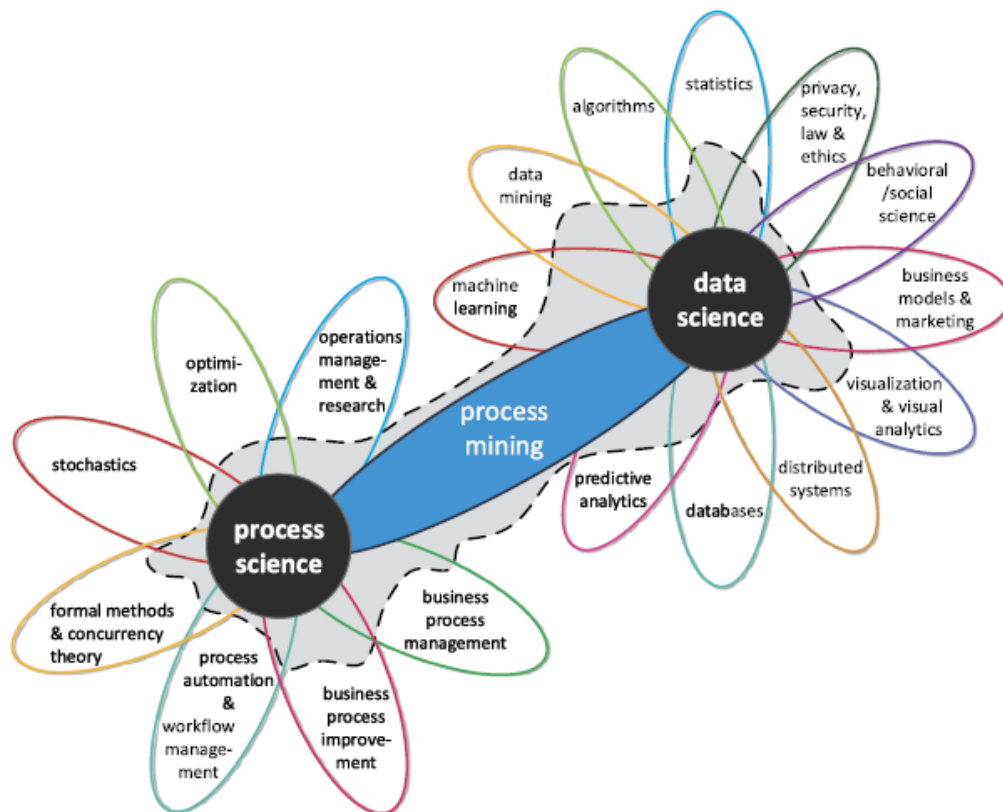 statistics
algorithms
privacy,
security,
law &
ethics
data
mining
behavioral
/social
science
machine
learning
data
science
business
models &
marketing
operations
manage-
ment &
research
optimi-
zation
process
mining
visualization
& visual
analytics
stochastics
predictive
analytics
databases
distributed
systems
process
science
formal methods
& concurrency
theory
business
process
management
process
automation
&
workflow
manage-
ment
business
process
improve-
ment